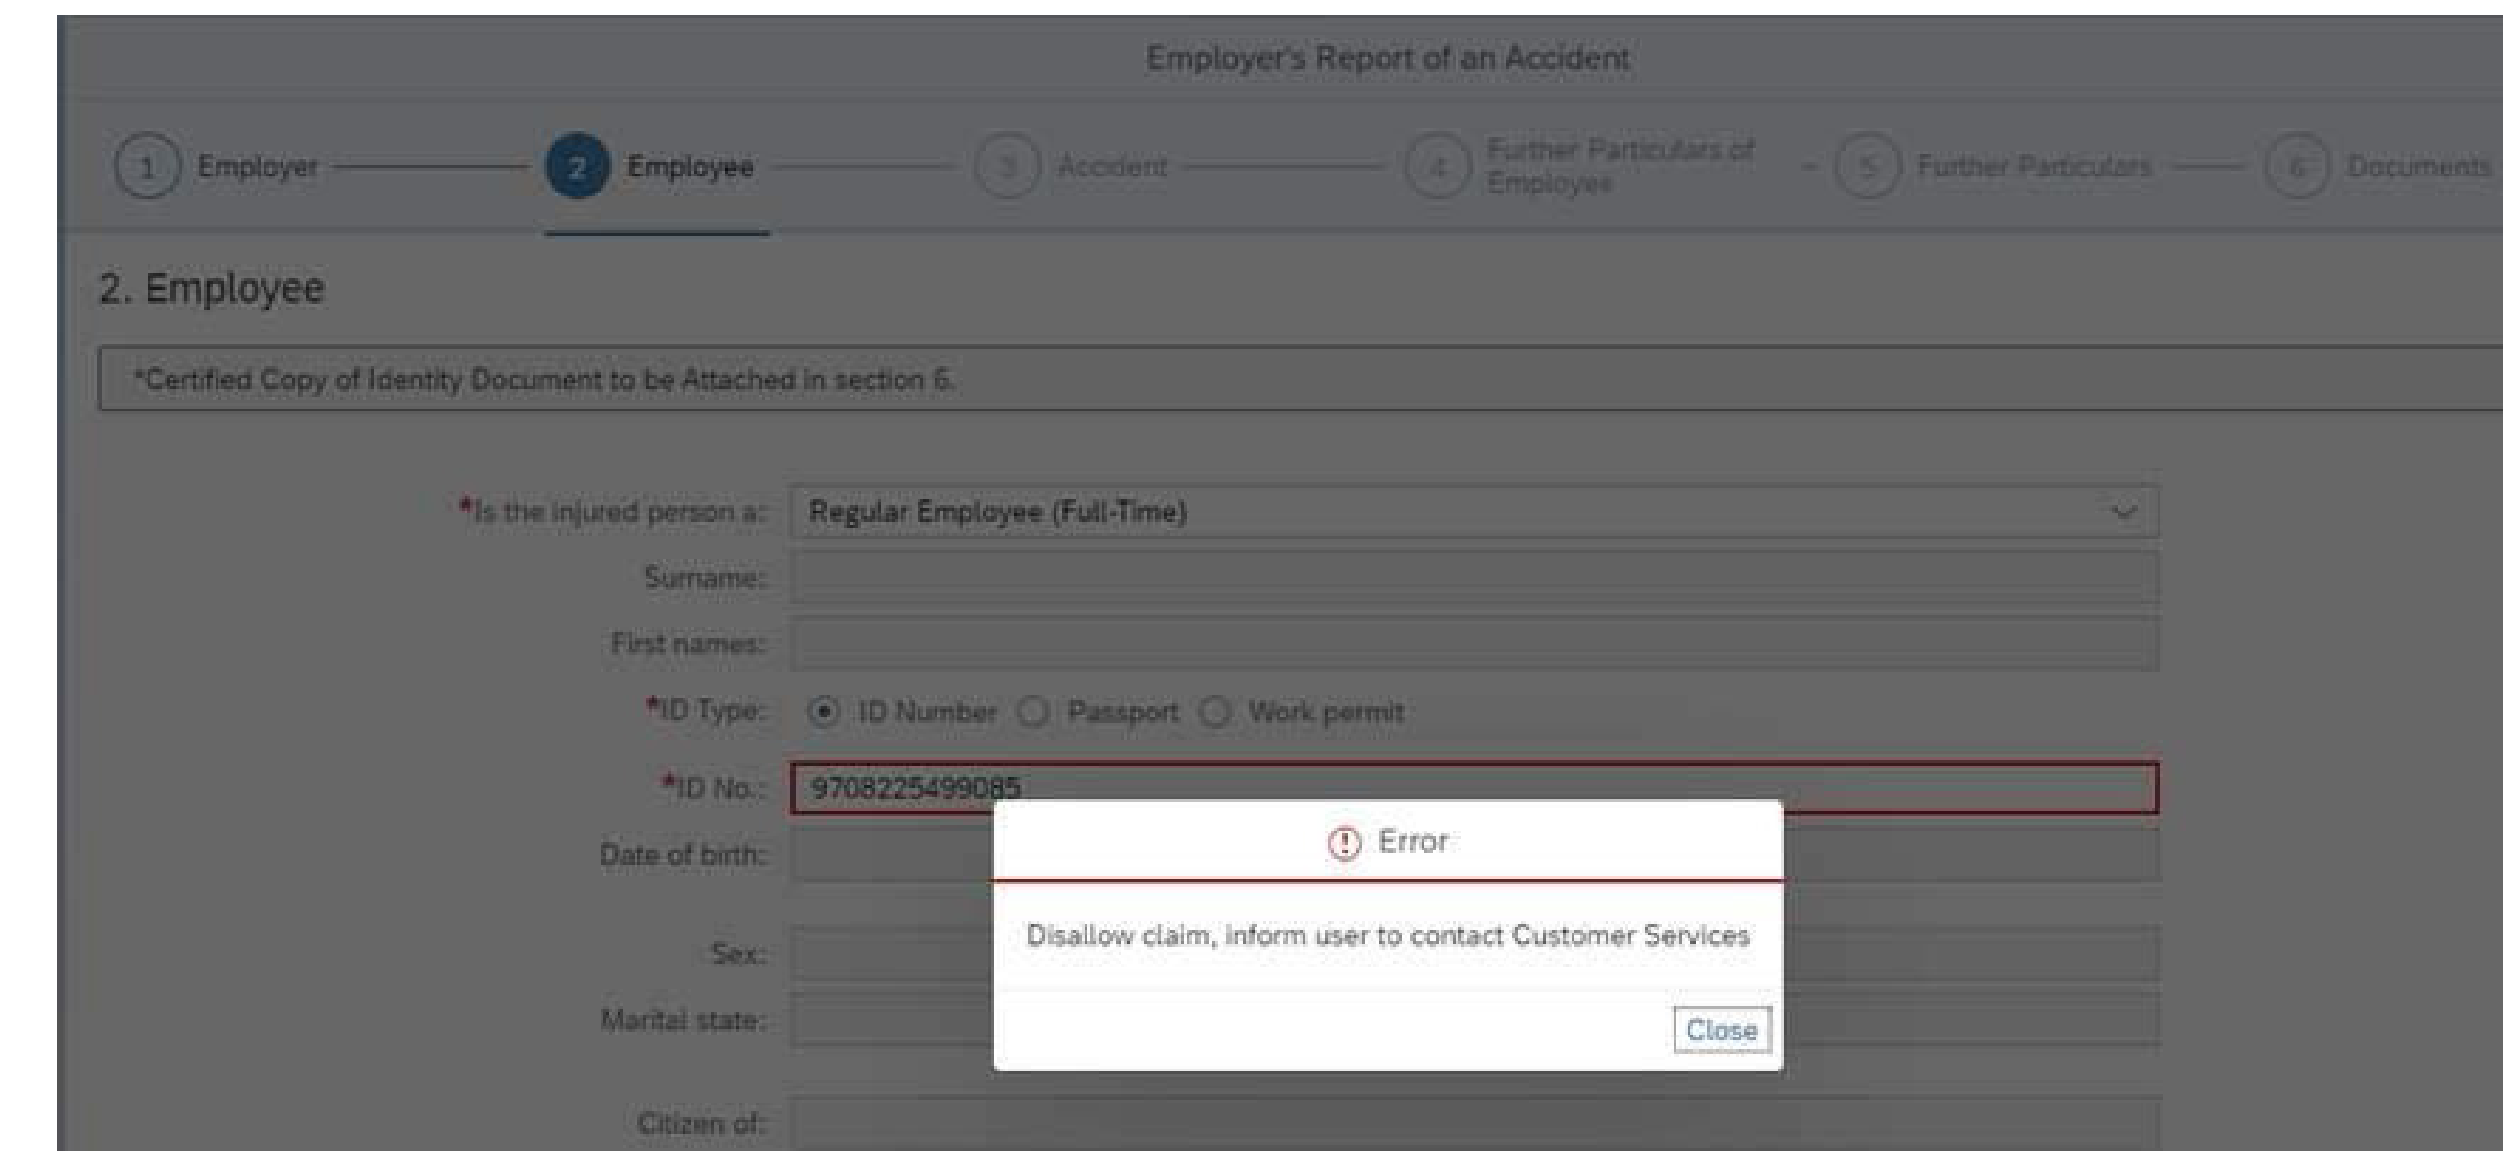 Employer's Report of an Accident
1 Employer 2 Employee 3 Accident 4 Further Particulars of Employee 5 Further Particulars 6 Documents
2. Employee
*Certified Copy of Identity Document to be Attached in section 6.
*Is the injured person a: Regular Employee (Full-Time)
Surname:
First names:
*ID Type: ID Number Passport Work permit
*ID No.: 9708225499085
Date of birth:
Error
Disallow claim, inform user to contact Customer Services
Sex:
Marital state:
Close
Citizen of: